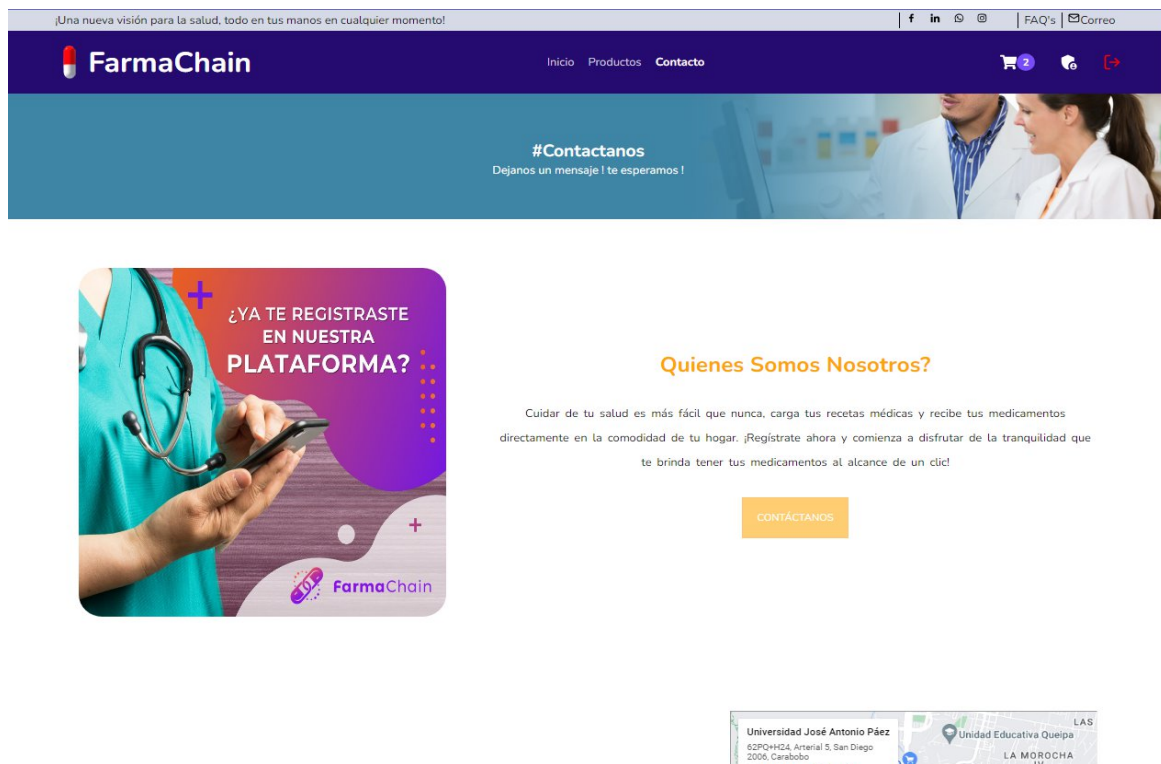 ¡Una nueva visión para la salud, todo en tus manos en cualquier momento!
FAQ's
Correo
FarmaChain
Inicio Productos Contacto
2
#Contactanos
Dejanos un mensaje ! te esperamos !
¿YA TE REGISTRASTE
EN NUESTRA
PLATAFORMA?
FarmaChain
Quienes Somos Nosotros?
Cuidar de tu salud es más fácil que nunca, carga tus recetas médicas y recibe tus medicamentos
directamente en la comodidad de tu hogar. ¡Regístrate ahora y comienza a disfrutar de la tranquilidad que
te brinda tener tus medicamentos al alcance de un clic!
CONTÁCTANOS
Universidad José Antonio Páez
62PQ+H24, Arterial 5, San Diego
2006, Carabobo
Unidad Educativa Queipa
LAS
LA MOROCHA